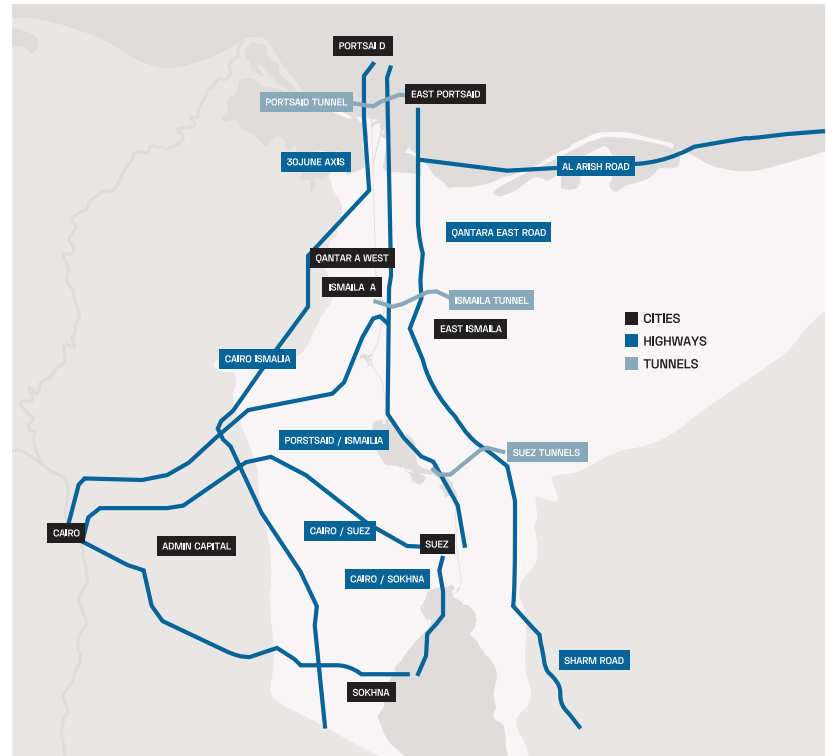 PORTSAI D
EAST PORTSAID
PORTSAID TUNNEL
30JUNE AXIS
AL ARISH ROAD
QANTARA EAST ROAD
QANTAR A WEST
ISMAILA A
ISMAILA TUNNEL
CITIES
EAST ISMAILA
HIGHWAYS
CAIRO ISMALIA
TUNNELS
PORSTSAID / ISMAILIA
SUEZ TUNNELS
CAIRO / SUEZ
CAIRO
ADMIN CAPITAL
SUEZ
CAIRO / SOKHNA
SHARM ROAD
SOKHNA